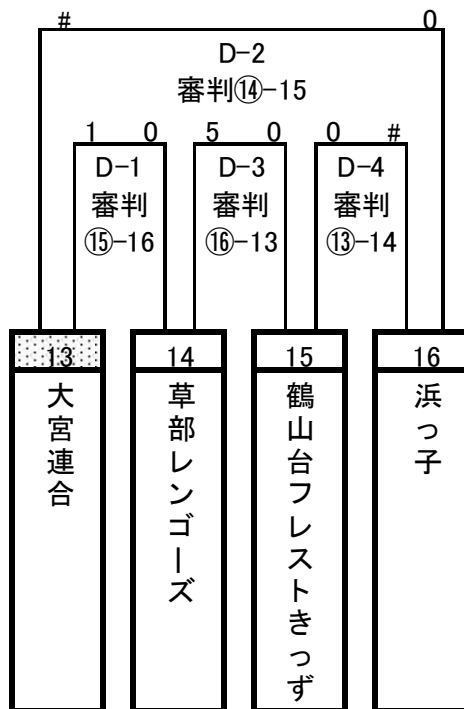 # 0
D-2
審判⑭-15
1 0 5 0 0 #
D-1 D-3 D-4
審判 審判 審判
⑮-16 ⑯-13 ⑬-14
13 14 15 16
大宮連合
草部レンゴーズ
鶴山台フレストきっず
浜っ子